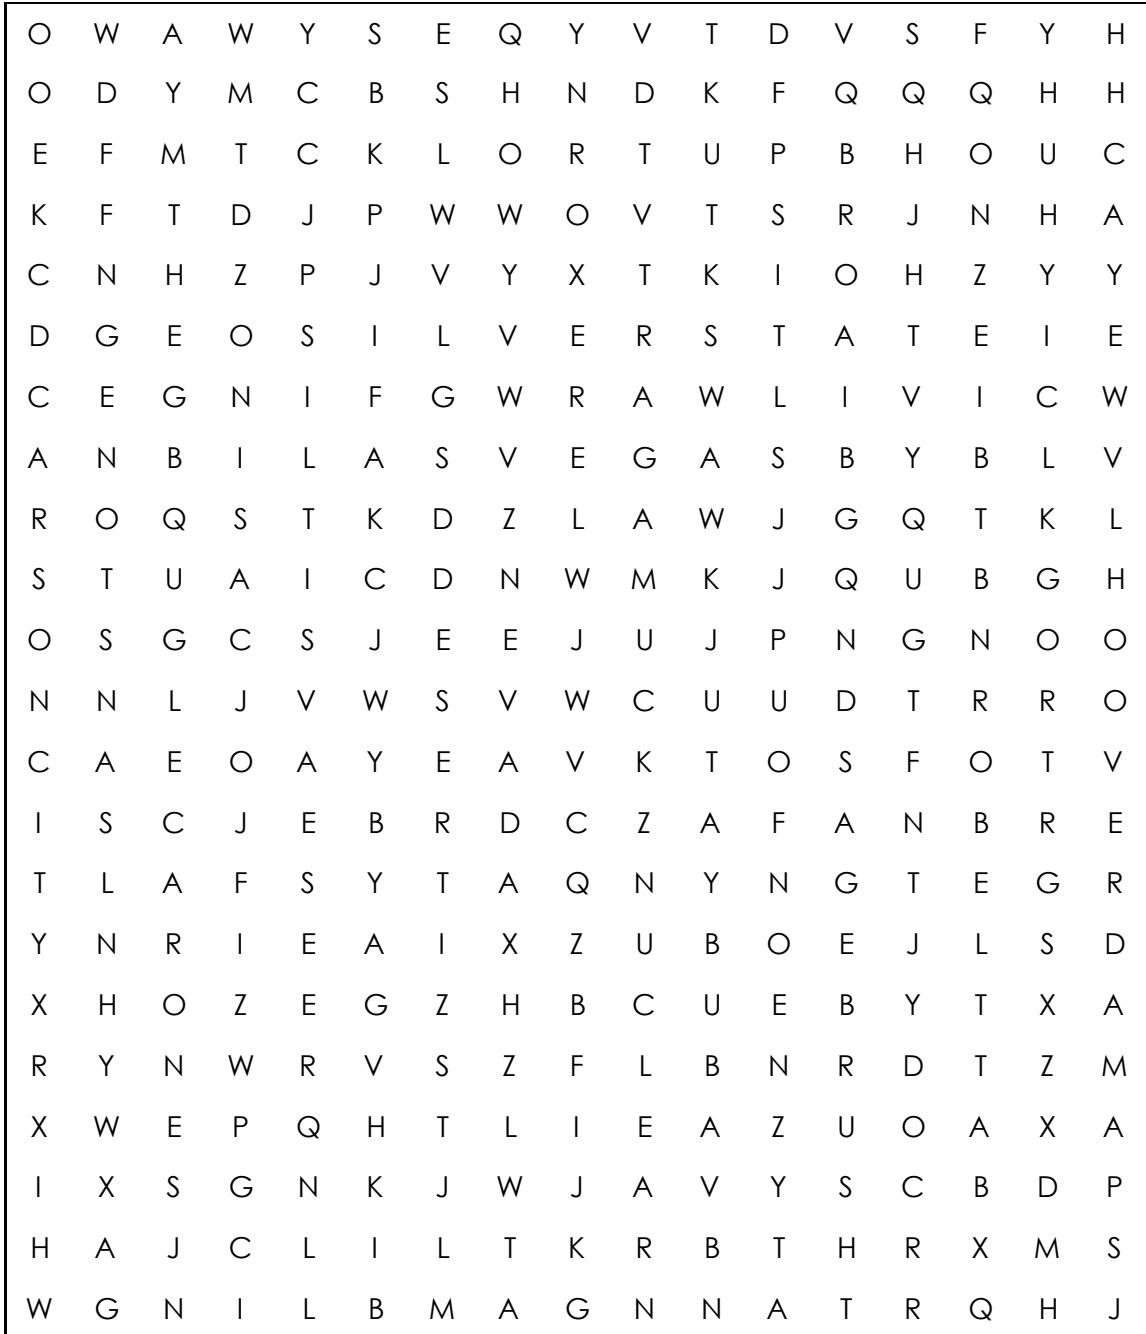 O W A W Y S E Q Y V T D V S F Y H
O D Y M C B S H N D K F Q Q Q H H
E F M T C K L O R T U P B H O U C
K F T D J P W W O V T S R J N H A
C N H Z P J V Y X T K I O H Z Y Y
D G E O S I L V E R S T A T E I E
C E G N I F G W R A W L I V I C W
A N B I L A S V E G A S B Y B L V
R O Q S T K D Z L A W J G Q T K L
S T U A I C D N W M K J Q U B G H
O S G C S J E E J U J P N G N O O
N N L J V W S V W C U U D T R R O
C A E O A Y E A V K T O S F O T V
I S C J E B R D C Z A F A N B R E
T L A F S Y T A Q N Y N G T E G R
Y N R I E A I X Z U B O E J L S D
X H O Z E G Z H B C U E B Y T X A
R Y N W R V S Z F L B N R D T Z M
X W E P Q H T L I E A Z U O A X A
I X S G N K J W J A V Y S C B D P
H A J C L I L T K R B T H R X M S
W G N I L B M A G N N A T R Q H J